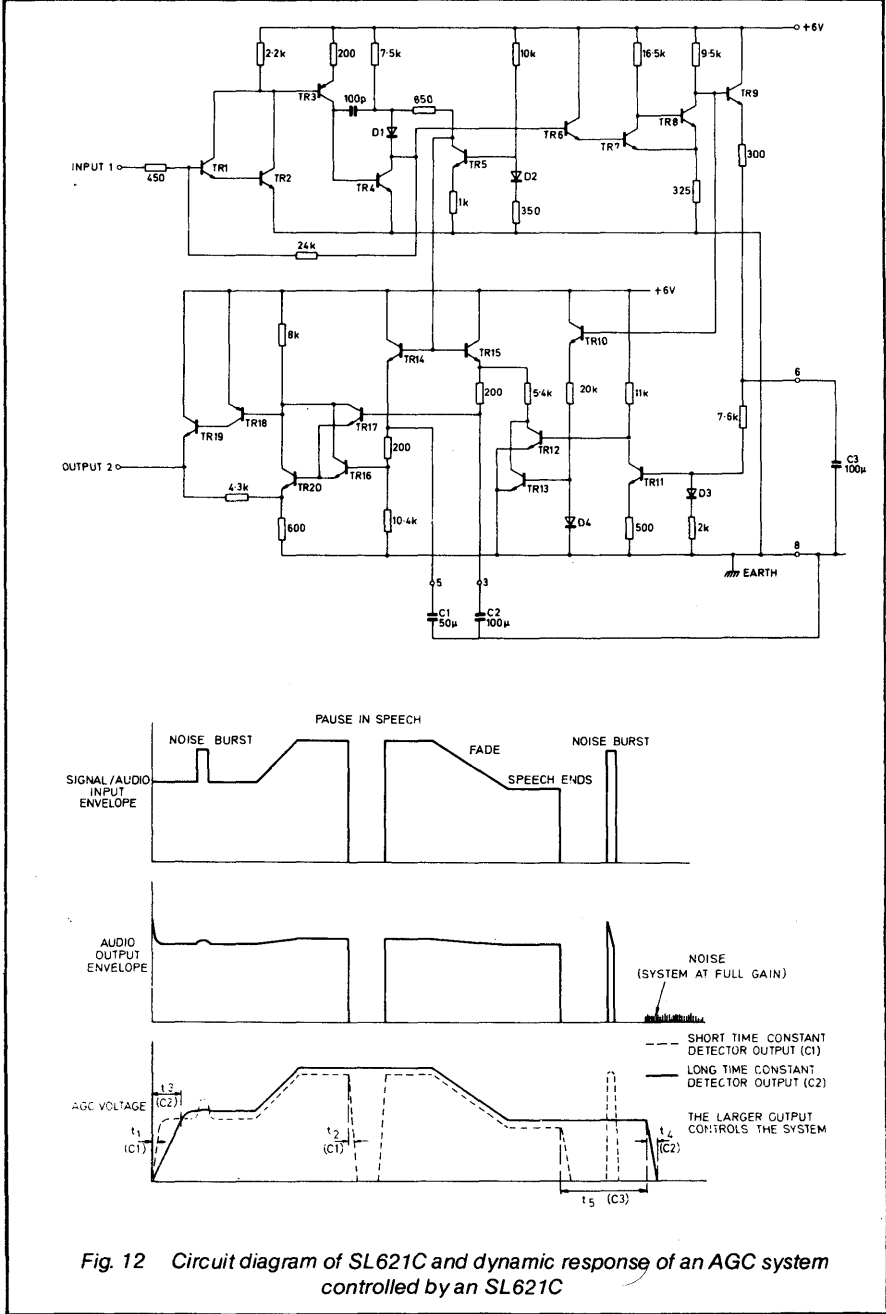 +6V
2.2k
200
7.5k
10k
16.5k
9.5k
TR3
100p
650
TR9
D1
TR6
TR8
INPUT 1
450
TR1
TR2
TR4
TR5
TR7
D2
300
1k
350
325
24k
+6V
8k
TR14
TR15
TR10
6
200
5.4k
20k
11k
7.6k
TR19
TR18
TR17
TR12
C3
100µ
OUTPUT 2
200
TR16
TR13
TR11
D3
4.3k
TR20
600
10.4k
D4
500
2k
8
EARTH
5
3
C1
50µ
C2
100µ
PAUSE IN SPEECH
NOISE BURST
FADE
NOISE BURST
SIGNAL/AUDIO
INPUT
ENVELOPE
SPEECH ENDS
AUDIO
OUTPUT
ENVELOPE
NOISE
(SYSTEM AT FULL GAIN)
SHORT TIME CONSTANT
DETECTOR OUTPUT (C1)
LONG TIME CONSTANT
DETECTOR OUTPUT (C2)
THE LARGER OUTPUT
CONTROLS THE SYSTEM
AGC VOLTAGE
t3
(C2)
t1
(C1)
t2
(C1)
t4
(C2)
t5 (C3)
Fig. 12 Circuit diagram of SL621C and dynamic response of an AGC system
controlled by an SL621C